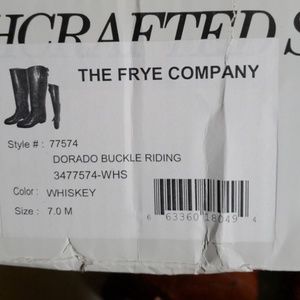 HCRAFTED S
THE FRYE COMPANY
Style # : 77574
DORADO BUCKLE RIDING
3477574-WHS
Color : WHISKEY
Size : 7.0 M
6 63360 18049 4